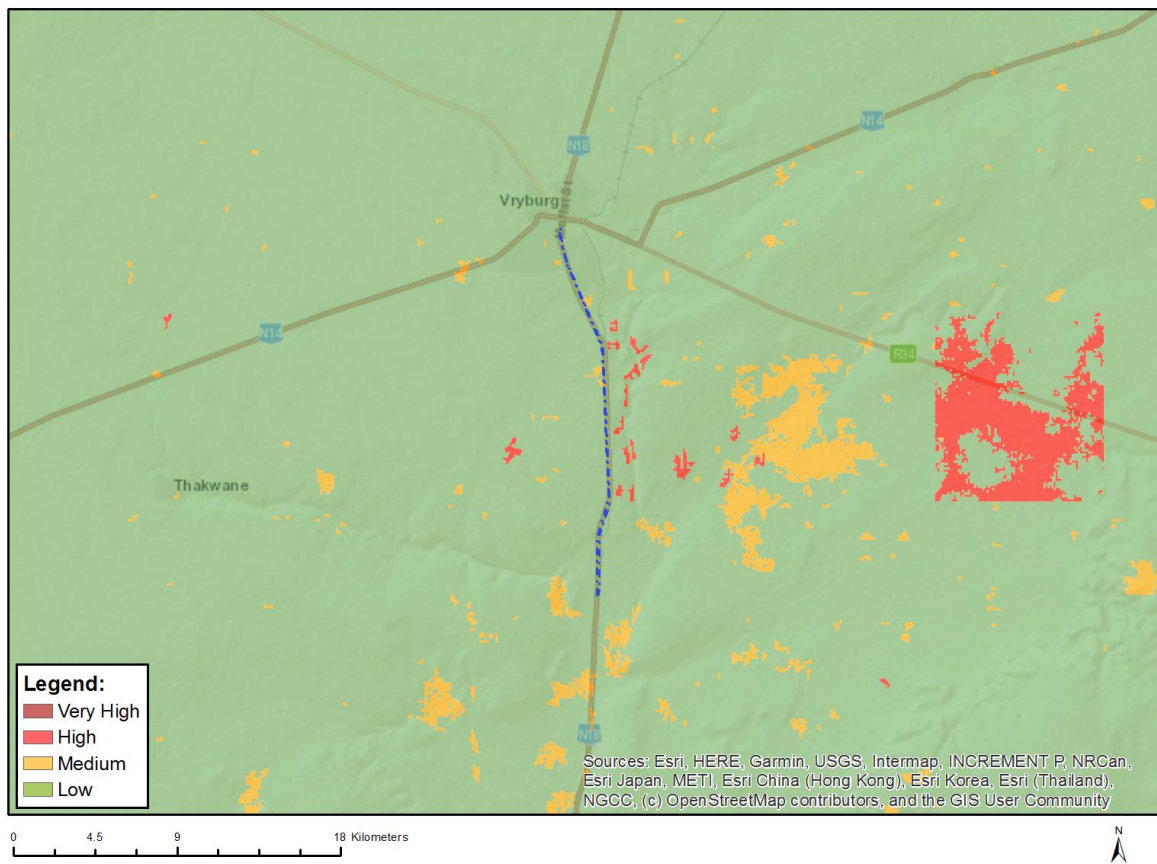 N18
N14
Vryburg
Moffat St
N14
R34
Thakwane
N18
Legend:
Very High
High
Medium
Low
Sources: Esri, HERE, Garmin, USGS, Intermap, INCREMENT P, NRCan,
Esri Japan, METI, Esri China (Hong Kong), Esri Korea, Esri (Thailand),
NGCC, (c) OpenStreetMap contributors, and the GIS User Community
0 4.5 9 18 Kilometers
N